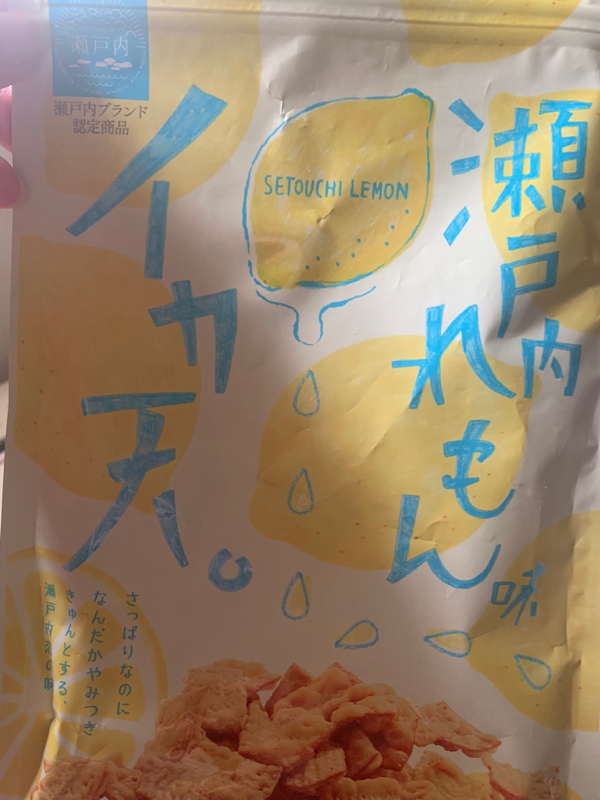 瀬戸内
瀬戸内ブランド
認定商品
瀬戸内
れもん味
SETOUCHI LEMON
イカ天。
さっぱりなのに
なんだかやみつき
きゅんとする、
瀬戸内の味